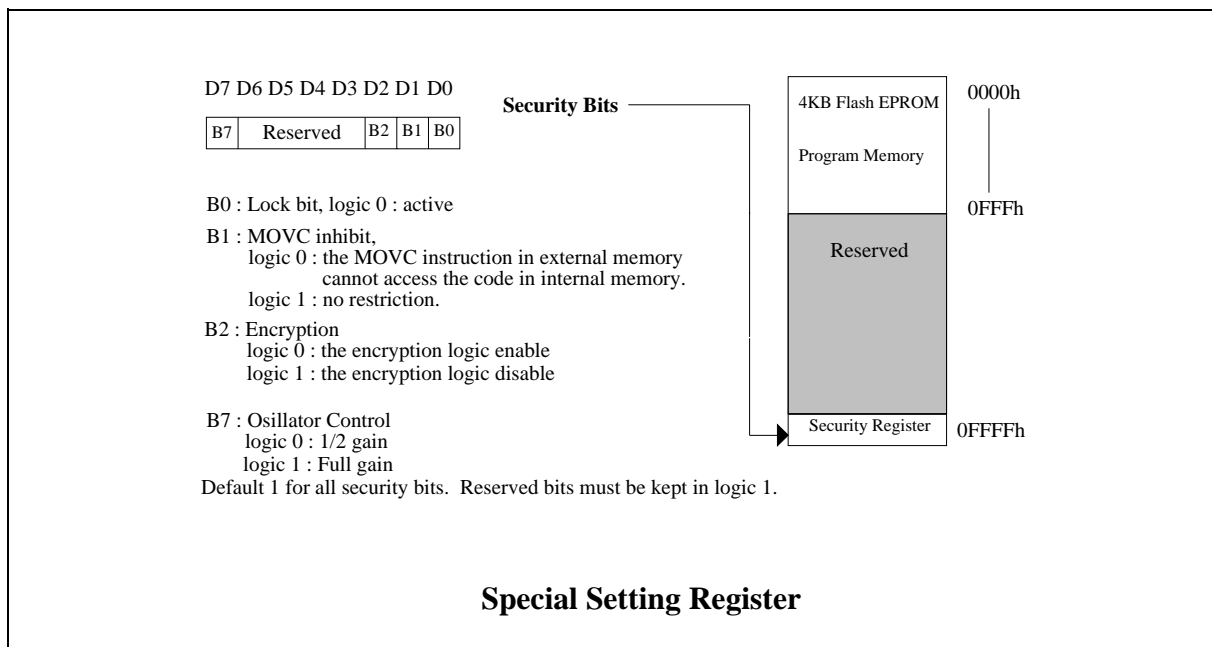 D7 D6 D5 D4 D3 D2 D1 D0
B7 Reserved B2 B1 B0
Security Bits
B0 : Lock bit, logic 0 : active
B1 : MOVC inhibit,
logic 0 : the MOVC instruction in external memory
cannot access the code in internal memory.
logic 1 : no restriction.
B2 : Encryption
logic 0 : the encryption logic enable
logic 1 : the encryption logic disable
B7 : Osillator Control
logic 0 : 1/2 gain
logic 1 : Full gain
Default 1 for all security bits. Reserved bits must be kept in logic 1.
4KB Flash EPROM
Program Memory
0000h
0FFFh
Reserved
Security Register
0FFFFh
Special Setting Register